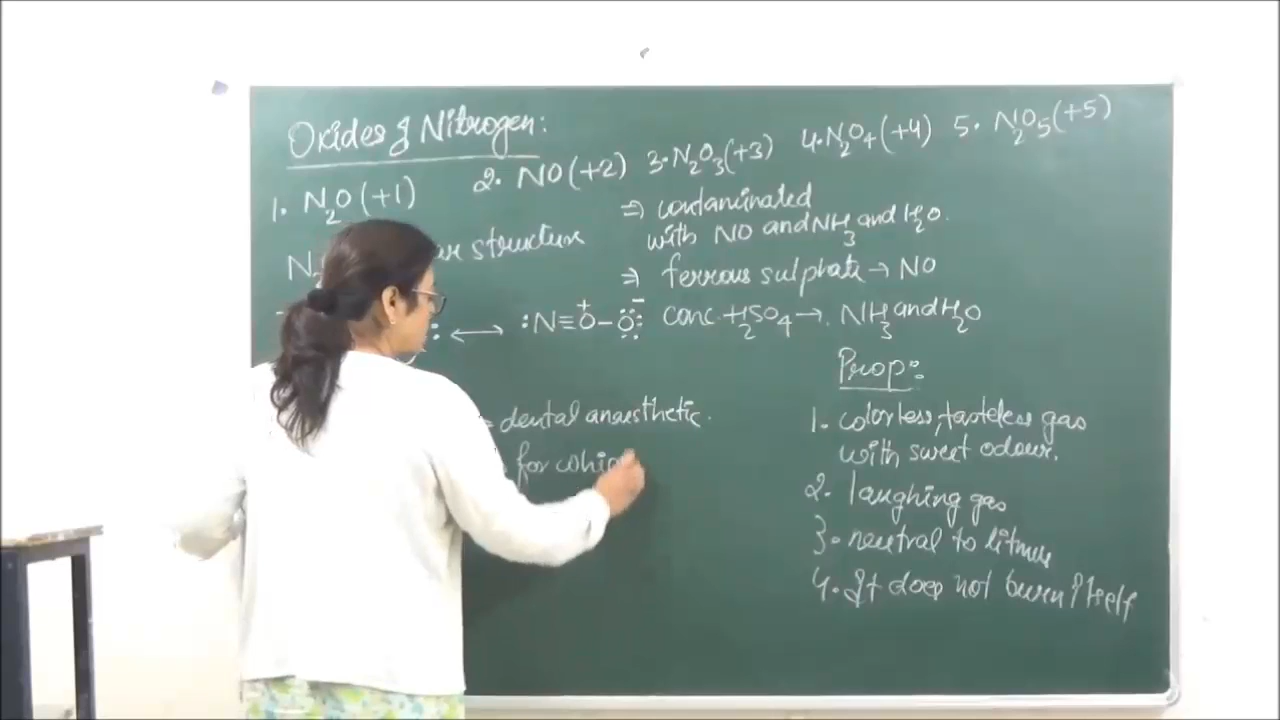 Oxides of Nitrogen:
1. N₂O (+1) 2. NO (+2) 3. N₂O₃ (+3) 4. N₂O₄ (+4) 5. N₂O₅ (+5)
N₂ structure
: ⟷ :N≡O⁺–Ö:⁻
= dental anaesthetic.
for whip
⇒ contaminated
with NO and NH₃ and H₂O.
⇒ ferrous sulphate → NO
conc. H₂SO₄ → NH₃ and H₂O
Prop:
1. colorless, tasteless gas
with sweet odour.
2. laughing gas
3. neutral to litmus
4. It does not burn itself